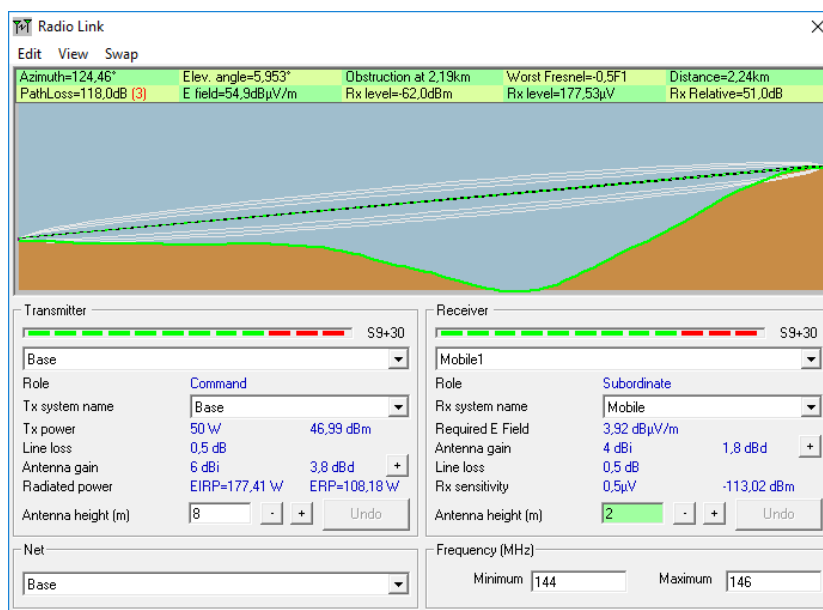 Radio Link
Edit View Swap
Azimuth=124,46° Elev. angle=5,953° Obstruction at 2,19km Worst Fresnel=-0,5F1 Distance=2,24km
PathLoss=118,0dB (3) E field=54,9dBµV/m Rx level=-62,0dBm Rx level=177,53µV Rx Relative=51,0dB
Transmitter
S9+30
Base
Role Command
Tx system name Base
Tx power 50 W 46,99 dBm
Line loss 0,5 dB
Antenna gain 6 dBi 3,8 dBd +
Radiated power EIRP=177,41 W ERP=108,18 W
Antenna height (m) 8 - + Undo
Receiver
S9+30
Mobile1
Role Subordinate
Rx system name Mobile
Required E Field 3,92 dBµV/m
Antenna gain 4 dBi 1,8 dBd +
Line loss 0,5 dB
Rx sensitivity 0,5µV -113,02 dBm
Antenna height (m) 2 - + Undo
Net
Base
Frequency (MHz)
Minimum 144 Maximum 146